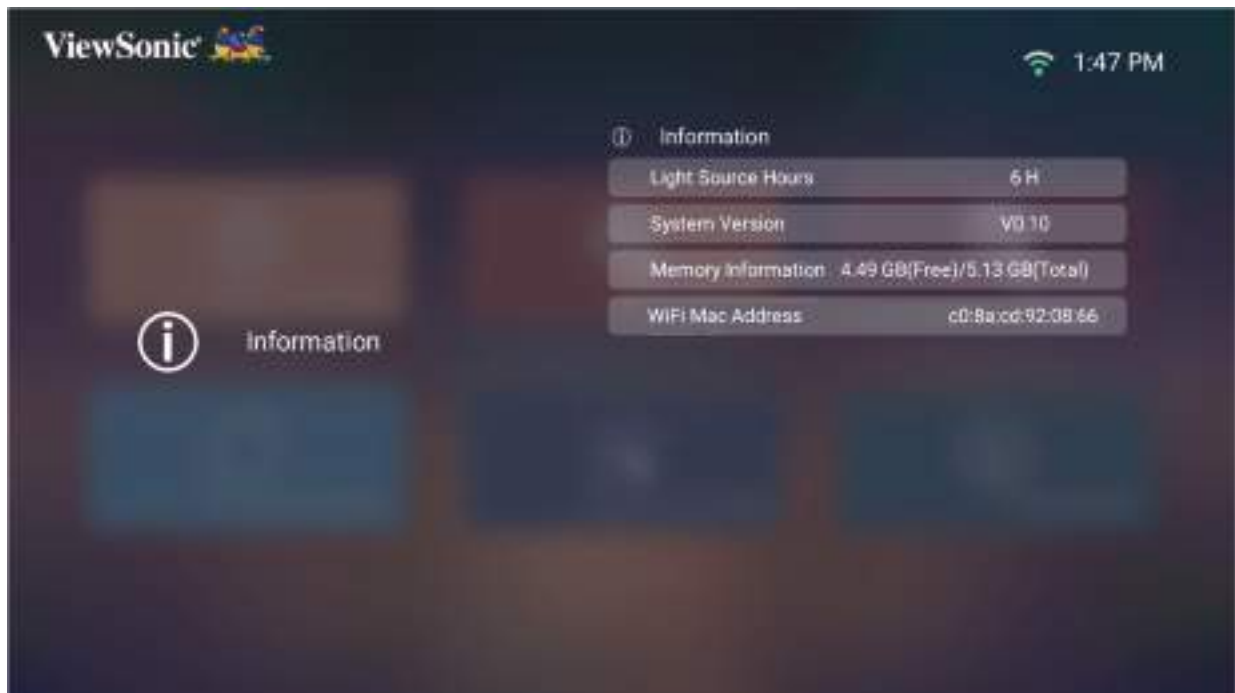 ViewSonic
1:47 PM
Information
Light Source Hours 6 H
System Version V0.10
Memory Information 4.49 GB(Free)/5.13 GB(Total)
WiFi Mac Address c0:8a:cd:92:08:66
Information